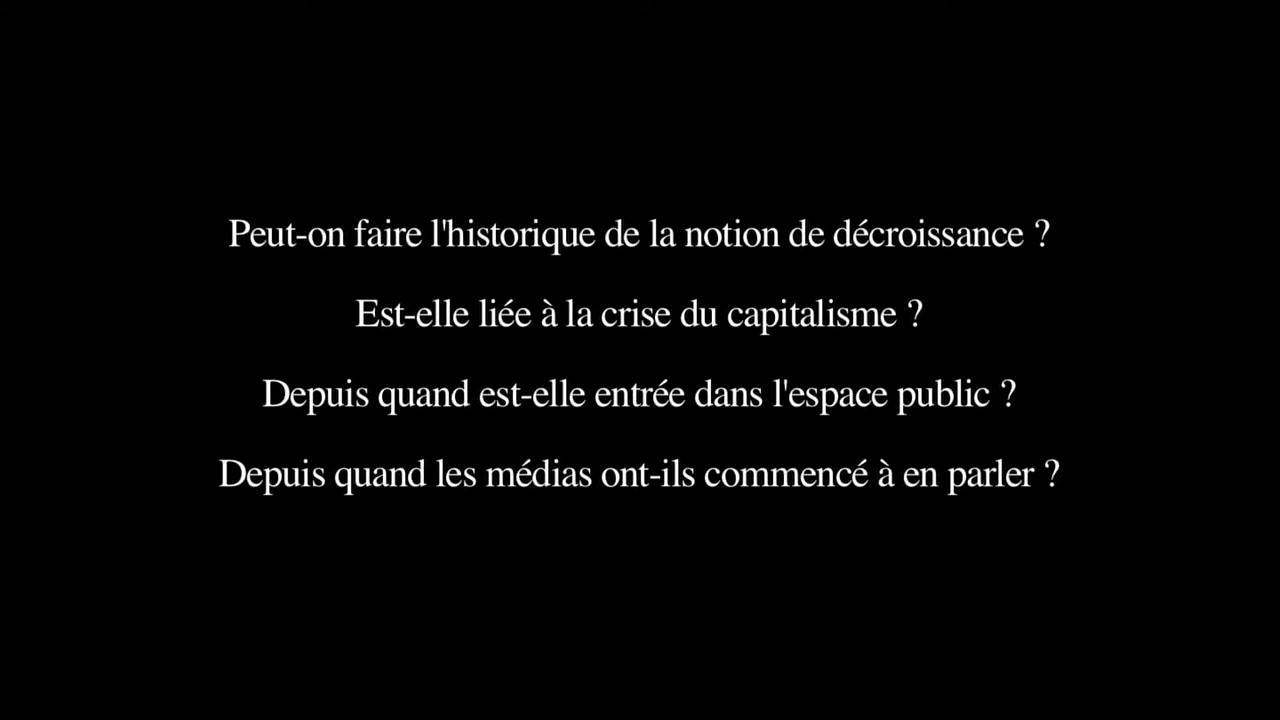 Peut-on faire l'historique de la notion de décroissance ?
Est-elle liée à la crise du capitalisme ?
Depuis quand est-elle entrée dans l'espace public ?
Depuis quand les médias ont-ils commencé à en parler ?